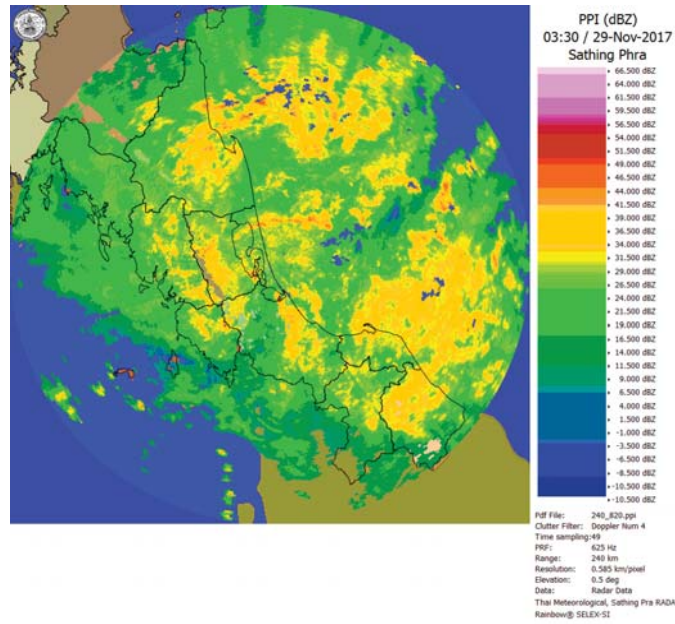 PPI (dBZ)
03:30 / 29-Nov-2017
Sathing Phra
66.500 dBZ
64.000 dBZ
61.500 dBZ
59.500 dBZ
56.500 dBZ
54.000 dBZ
51.500 dBZ
49.000 dBZ
46.500 dBZ
44.000 dBZ
41.500 dBZ
39.000 dBZ
36.500 dBZ
34.000 dBZ
31.500 dBZ
29.000 dBZ
26.500 dBZ
24.000 dBZ
21.500 dBZ
19.000 dBZ
16.500 dBZ
14.000 dBZ
11.500 dBZ
9.000 dBZ
6.500 dBZ
4.000 dBZ
1.500 dBZ
-1.000 dBZ
-3.500 dBZ
-6.500 dBZ
-8.500 dBZ
-10.500 dBZ
-10.500 dBZ
Pdf File: 240_820.ppi
Clutter Filter: Doppler Num 4
Time sampling:49
PRF: 625 Hz
Range: 240 km
Resolution: 0.585 km/pixel
Elevation: 0.5 deg
Data: Radar Data
Thai Meteorological, Sathing Pra RADA
Rainbow® SELEX-SI